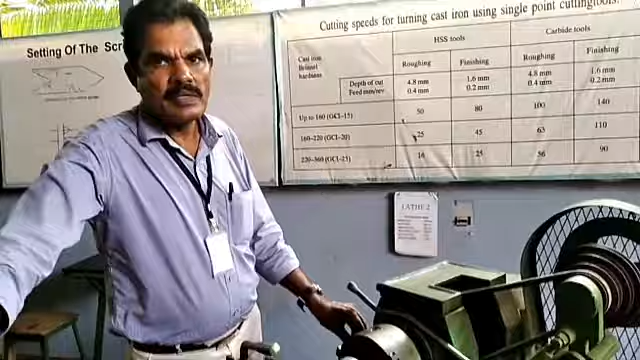 Setting Of The Scr
Cutting speeds for turning cast iron using single point cuttingtools.
Cast iron Brinnel hardness
HSS tools
Carbide tools
Roughing Finishing Roughing Finishing
Depth of cut 4.8 mm 1.6 mm 4.8 mm 1.6 mm
Feed mm/rev 0.4 mm 0.2 mm 0.4 mm 0.2 mm
Up to 160 (GCI-15) 50 80 100 140
160-220 (GCI-20) 25 45 63 110
220-360 (GCI-25) 16 25 56 90
LATHE 2